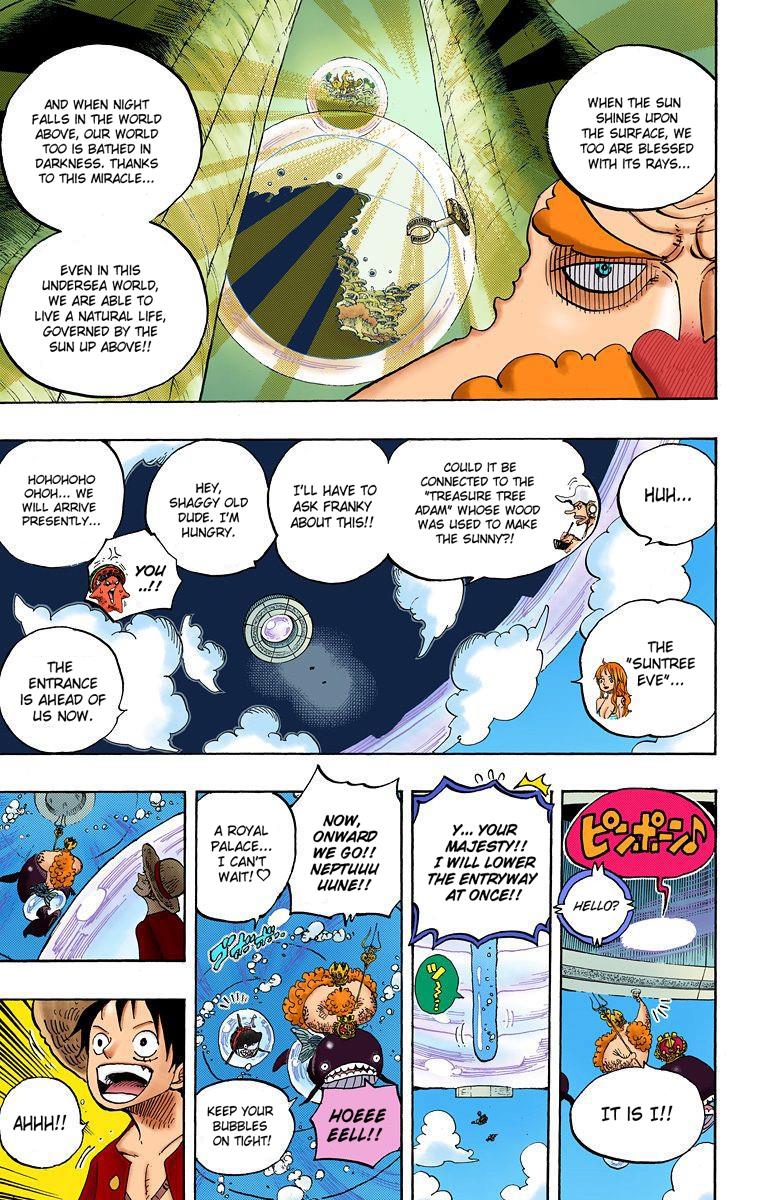 WHEN THE SUN
SHINES UPON
THE SURFACE, WE
TOO ARE BLESSED
WITH ITS RAYS...
AND WHEN NIGHT
FALLS IN THE WORLD
ABOVE, OUR WORLD
TOO IS BATHED IN
DARKNESS. THANKS
TO THIS MIRACLE...
EVEN IN THIS
UNDERSEA WORLD,
WE ARE ABLE TO
LIVE A NATURAL LIFE,
GOVERNED BY THE
SUN UP ABOVE!!
HUH...
THE
"SUNTREE
EVE"...
COULD IT BE
CONNECTED TO THE
"TREASURE TREE
ADAM" WHOSE WOOD
WAS USED TO MAKE
THE SUNNY?!
I'LL HAVE TO
ASK FRANKY
ABOUT THIS!!
HEY,
SHAGGY OLD
DUDE. I'M
HUNGRY.
YOU
..!!
HOHOHOHO
OHOH... WE
WILL ARRIVE
PRESENTLY...
THE
ENTRANCE
IS AHEAD OF
US NOW.
ピンポーン♪
HELLO?
IT IS I!!
Y... YOUR
MAJESTY!!
I WILL LOWER
THE ENTRYWAY
AT ONCE!!
NOW,
ONWARD
WE GO!!
NEPTUUU
UUNE!!
A ROYAL
PALACE...
I CAN'T
WAIT!♡
HOEEE
EELL!!
KEEP YOUR
BUBBLES
ON TIGHT!
AHHH!!